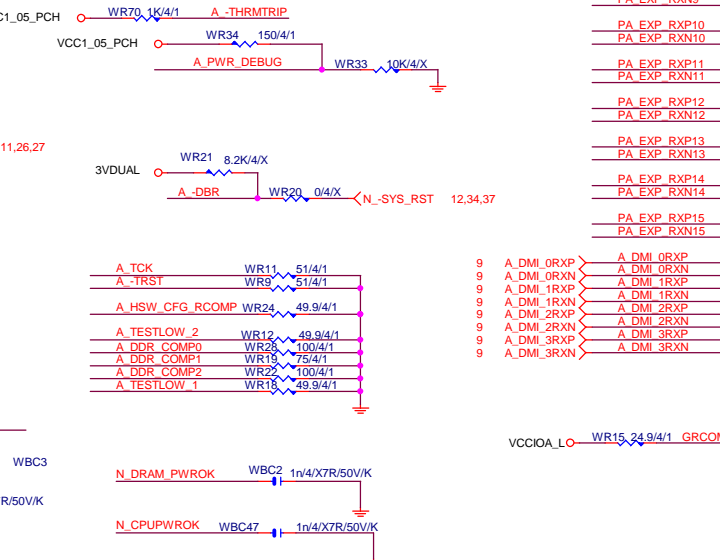 WR70 1K/4/1 A_-THRMTRIP
C1_05_PCH
VCC1_05_PCH WR34 150/4/1
A_PWR_DEBUG WR33 10K/4/X
11,26,27
WR21 8.2K/4/X
3VDUAL
A_-DBR WR20 0/4/X N_-SYS_RST 12,34,37
A_TCK WR11 51/4/1
A_-TRST WR9 51/4/1
A_HSW_CFG_RCOMP WR24 49.9/4/1
A_TESTLOW_2 WR12 49.9/4/1
A_DDR_COMP0 WR28 100/4/1
A_DDR_COMP1 WR19 75/4/1
A_DDR_COMP2 WR22 100/4/1
A_TESTLOW_1 WR18 49.9/4/1
WBC3
R/50V/K
N_DRAM_PWROK WBC2 1n/4/X7R/50V/K
N_CPUPWROK WBC47 1n/4/X7R/50V/K
PA_EXP_RXN9
PA_EXP_RXP10
PA_EXP_RXN10
PA_EXP_RXP11
PA_EXP_RXN11
PA_EXP_RXP12
PA_EXP_RXN12
PA_EXP_RXP13
PA_EXP_RXN13
PA_EXP_RXP14
PA_EXP_RXN14
PA_EXP_RXP15
PA_EXP_RXN15
9 A_DMI_0RXP A_DMI_0RXP
9 A_DMI_0RXN A_DMI_0RXN
9 A_DMI_1RXP A_DMI_1RXP
9 A_DMI_1RXN A_DMI_1RXN
9 A_DMI_2RXP A_DMI_2RXP
9 A_DMI_2RXN A_DMI_2RXN
9 A_DMI_3RXP A_DMI_3RXP
9 A_DMI_3RXN A_DMI_3RXN
VCCIOA_L WR15 24.9/4/1 GRCOM